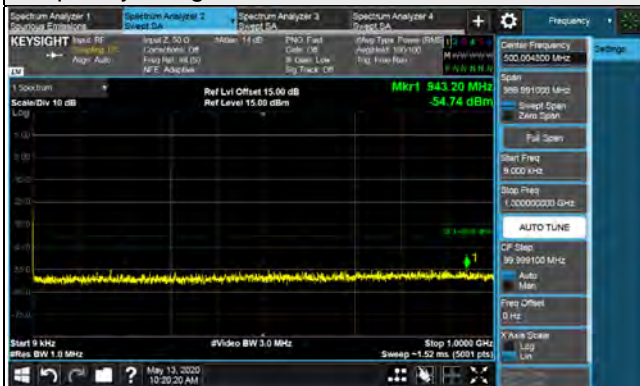 Spectrum Analyzer 1
Spurious Emissions
Spectrum Analyzer 2
Swept SA
Spectrum Analyzer 3
Swept SA
Spectrum Analyzer 4
Swept SA
+
Frequency
KEYSIGHT Input: RF
Coupling: DC
Align: Auto
Input Z: 50 Ω
Corrections: Off
Freq Ref: Int (S)
NFE: Adaptive
#Atten: 14 dB
PNO: Fast
Gate: Off
IF Gain: Low
Sig Track: Off
#Avg Type: Power (RMS)
Avg|Hold: 100/100
Trig: Free Run
1 Spectrum
Scale/Div 10 dB
Log
Ref Lvl Offset 15.00 dB
Ref Level 15.00 dBm
Mkr1 943.20 MHz
-54.74 dBm
1
Start 9 kHz
#Res BW 1.0 MHz
#Video BW 3.0 MHz
Stop 1.0000 GHz
Sweep ~1.52 ms (5001 pts)
Center Frequency
500.004500 MHz
Settings
Span
999.991000 MHz
Swept Span
Zero Span
Full Span
Start Freq
9.000 kHz
Stop Freq
1.000000000 GHz
AUTO TUNE
CF Step
99.999100 MHz
Auto
Man
Freq Offset
0 Hz
X Axis Scale
Log
Lin
May 13, 2020
10:20:20 AM